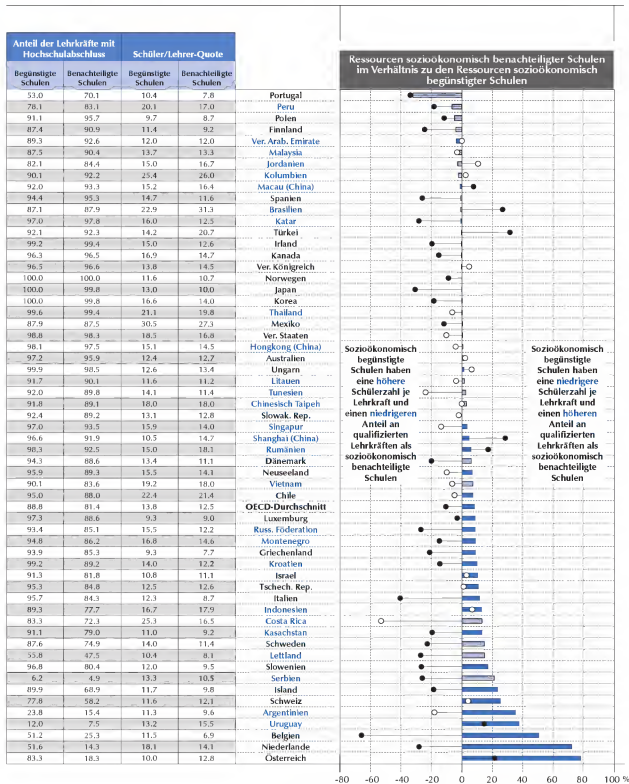 Anteil der Lehrkräfte mit Hochschulabschluss Schüler/Lehrer-Quote
Begünstigte Schulen Benachteiligte Schulen Begünstigte Schulen Benachteiligte Schulen
Ressourcen sozioökonomisch benachteiligter Schulen
im Verhältnis zu den Ressourcen sozioökonomisch
begünstigter Schulen
53.0 70.1 10.4 7.8 Portugal
78.1 83.1 20.1 17.0 Peru
91.1 95.7 9.7 8.7 Polen
87.4 90.9 11.4 9.2 Finnland
89.3 92.6 12.0 12.0 Ver. Arab. Emirate
87.5 90.4 13.7 13.3 Malaysia
82.1 84.4 15.0 16.7 Jordanien
90.1 92.2 25.4 26.0 Kolumbien
92.0 93.3 15.2 16.4 Macau (China)
94.4 95.3 14.7 11.6 Spanien
87.1 87.9 22.9 31.3 Brasilien
97.0 97.8 16.0 12.5 Katar
92.1 92.3 14.2 20.7 Türkei
99.2 99.4 15.0 12.6 Irland
96.3 96.5 16.9 14.7 Kanada
96.5 96.6 13.8 14.5 Ver. Königreich
100.0 100.0 11.6 10.7 Norwegen
100.0 99.8 13.0 10.0 Japan
100.0 99.8 16.6 14.0 Korea
99.6 99.4 21.1 19.8 Thailand
87.9 87.5 30.5 27.3 Mexiko
98.8 98.3 18.5 16.8 Ver. Staaten
98.1 97.5 15.1 14.5 Hongkong (China)
97.2 95.9 12.4 12.7 Australien
99.9 98.5 12.6 13.4 Ungarn
91.7 90.1 11.6 11.2 Litauen
92.0 89.8 14.1 11.4 Tunesien
91.8 89.1 18.0 18.0 Chinesisch Taipeh
92.4 89.2 13.1 12.8 Slowak. Rep.
97.0 93.5 15.9 14.0 Singapur
96.6 91.9 10.5 14.7 Shanghai (China)
98.3 92.5 15.0 18.1 Rumänien
94.3 88.6 13.4 11.1 Dänemark
95.9 89.3 15.5 14.1 Neuseeland
90.1 83.6 19.2 18.0 Vietnam
95.0 88.0 22.4 21.4 Chile
88.8 81.4 13.8 12.5 OECD-Durchschnitt
97.3 88.6 9.3 9.0 Luxemburg
93.4 85.1 15.5 12.2 Russ. Föderation
94.8 86.2 16.8 14.6 Montenegro
93.9 85.3 9.3 7.7 Griechenland
99.2 89.2 14.0 12.2 Kroatien
91.3 81.8 10.8 11.1 Israel
95.3 84.8 12.5 12.6 Tschech. Rep.
95.7 84.3 12.3 8.7 Italien
89.3 77.7 16.7 17.9 Indonesien
83.3 72.3 25.3 16.5 Costa Rica
91.1 79.0 11.0 9.2 Kasachstan
87.6 74.9 14.0 11.4 Schweden
55.8 47.5 10.4 8.1 Lettland
96.8 80.4 12.0 9.5 Slowenien
6.2 4.9 13.3 10.5 Serbien
89.9 68.9 11.7 9.8 Island
77.8 58.2 11.6 12.1 Schweiz
23.8 15.4 11.3 9.6 Argentinien
12.0 7.5 13.2 15.5 Uruguay
51.2 25.3 11.5 6.9 Belgien
51.6 14.3 18.1 14.1 Niederlande
83.3 18.3 10.0 12.8 Österreich
Sozioökonomisch
begünstigte
Schulen haben
eine höhere
Schülerzahl je
Lehrkraft und
einen niedrigeren
Anteil an
qualifizierten
Lehrkräften als
sozioökonomisch
benachteiligte
Schulen
Sozioökonomisch
begünstigte
Schulen haben
eine niedrigere
Schülerzahl je
Lehrkraft und
einen höheren
Anteil an
qualifizierten
Lehrkräften als
sozioökonomisch
benachteiligte
Schulen
-80 -60 -40 -20 0 20 40 60 80 100 %